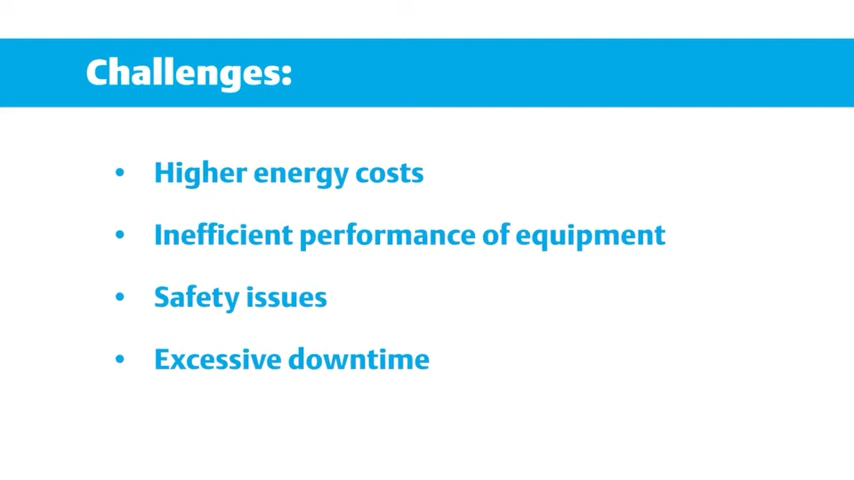 Challenges:
• Higher energy costs
• Inefficient performance of equipment
• Safety issues
• Excessive downtime